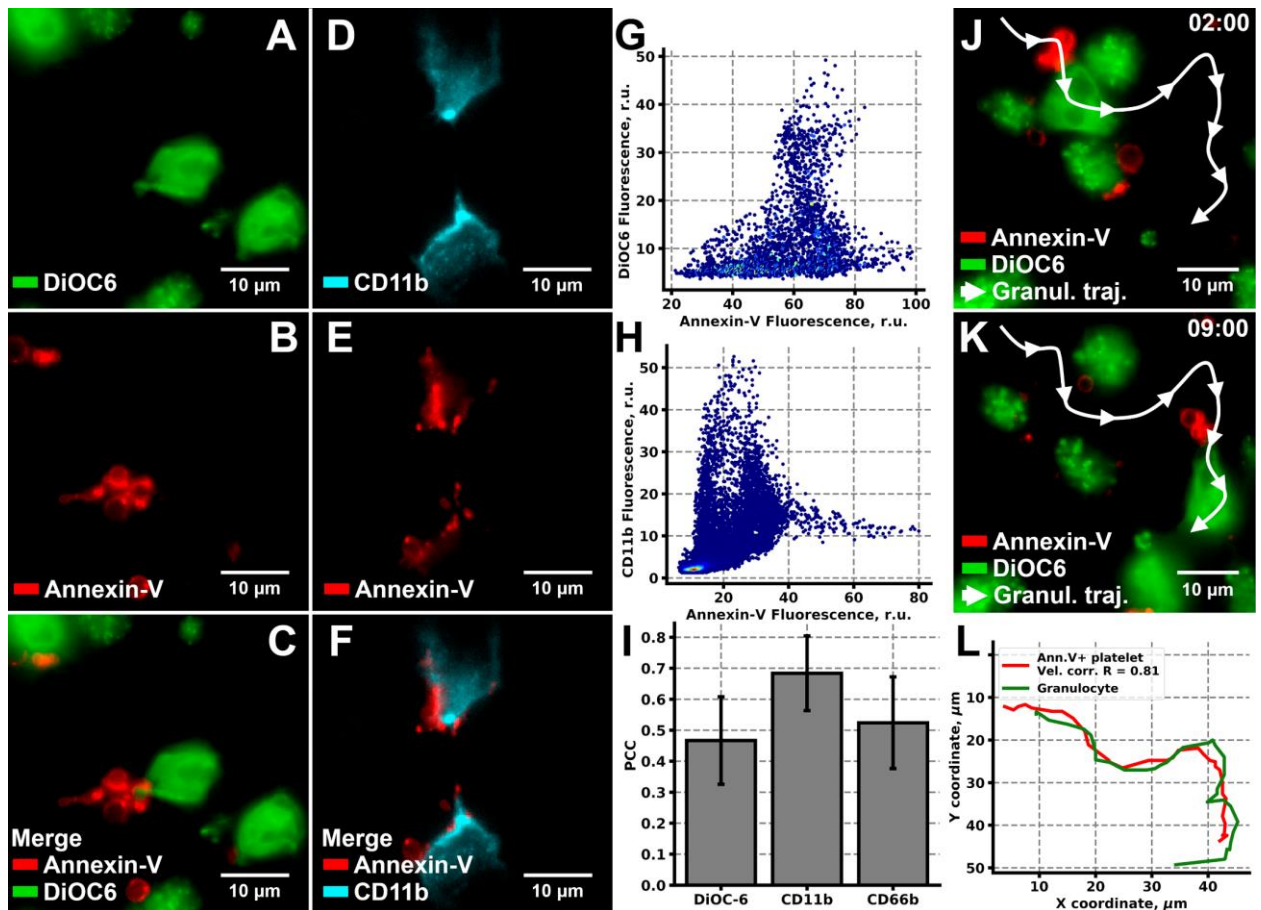 A
DiOC6
10 µm
B
Annexin-V
10 µm
C
Merge
Annexin-V
DiOC6
10 µm
D
CD11b
10 µm
E
Annexin-V
10 µm
F
Merge
Annexin-V
CD11b
10 µm
G
DiOC6 Fluorescence, r.u.
50
40
30
20
10
20 40 60 80 100
Annexin-V Fluorescence, r.u.
H
CD11b Fluorescence, r.u.
50
40
30
20
10
0
0 20 40 60 80
Annexin-V Fluorescence, r.u.
I
PCC
0.8
0.7
0.6
0.5
0.4
0.3
0.2
0.1
0.0
DiOC-6 CD11b CD66b
J
02:00
Annexin-V
DiOC6
Granul. traj.
10 µm
K
09:00
Annexin-V
DiOC6
Granul. traj.
10 µm
L
Ann.V+ platelet
Vel. corr. R = 0.81
Granulocyte
Y coordinate, µm
10
20
30
40
50
10 20 30 40
X coordinate, µm